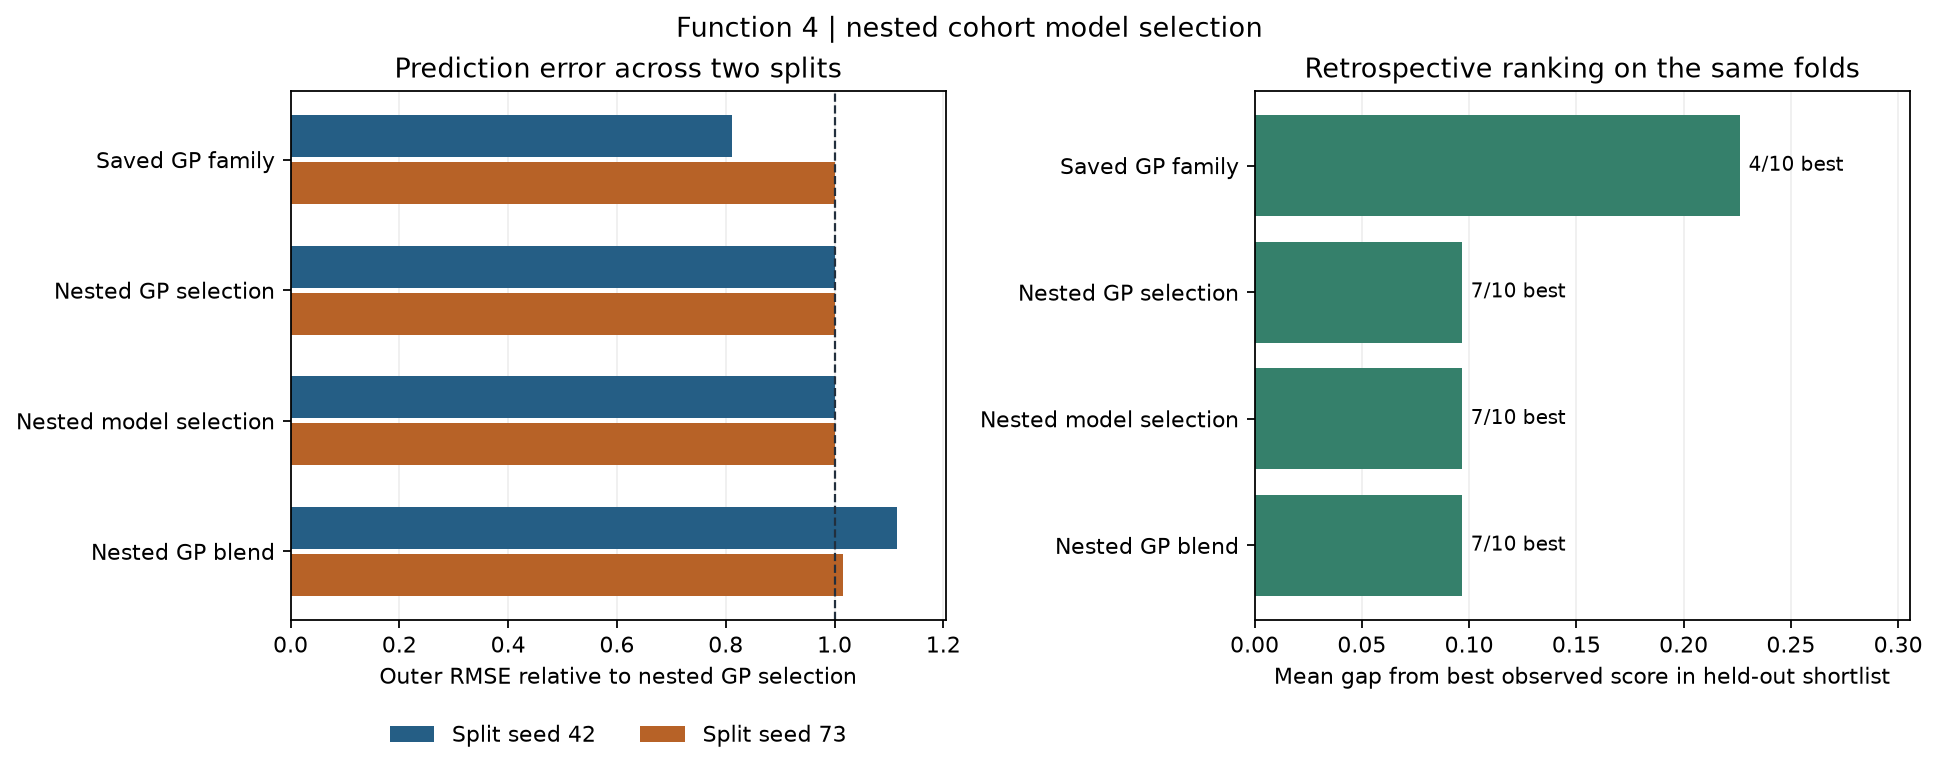 Function 4 | nested cohort model selection
Prediction error across two splits
Saved GP family
Nested GP selection
Nested model selection
Nested GP blend
0.0 0.2 0.4 0.6 0.8 1.0 1.2
Outer RMSE relative to nested GP selection
Split seed 42
Split seed 73
Retrospective ranking on the same folds
Saved GP family
4/10 best
Nested GP selection
7/10 best
Nested model selection
7/10 best
Nested GP blend
7/10 best
0.00 0.05 0.10 0.15 0.20 0.25 0.30
Mean gap from best observed score in held-out shortlist